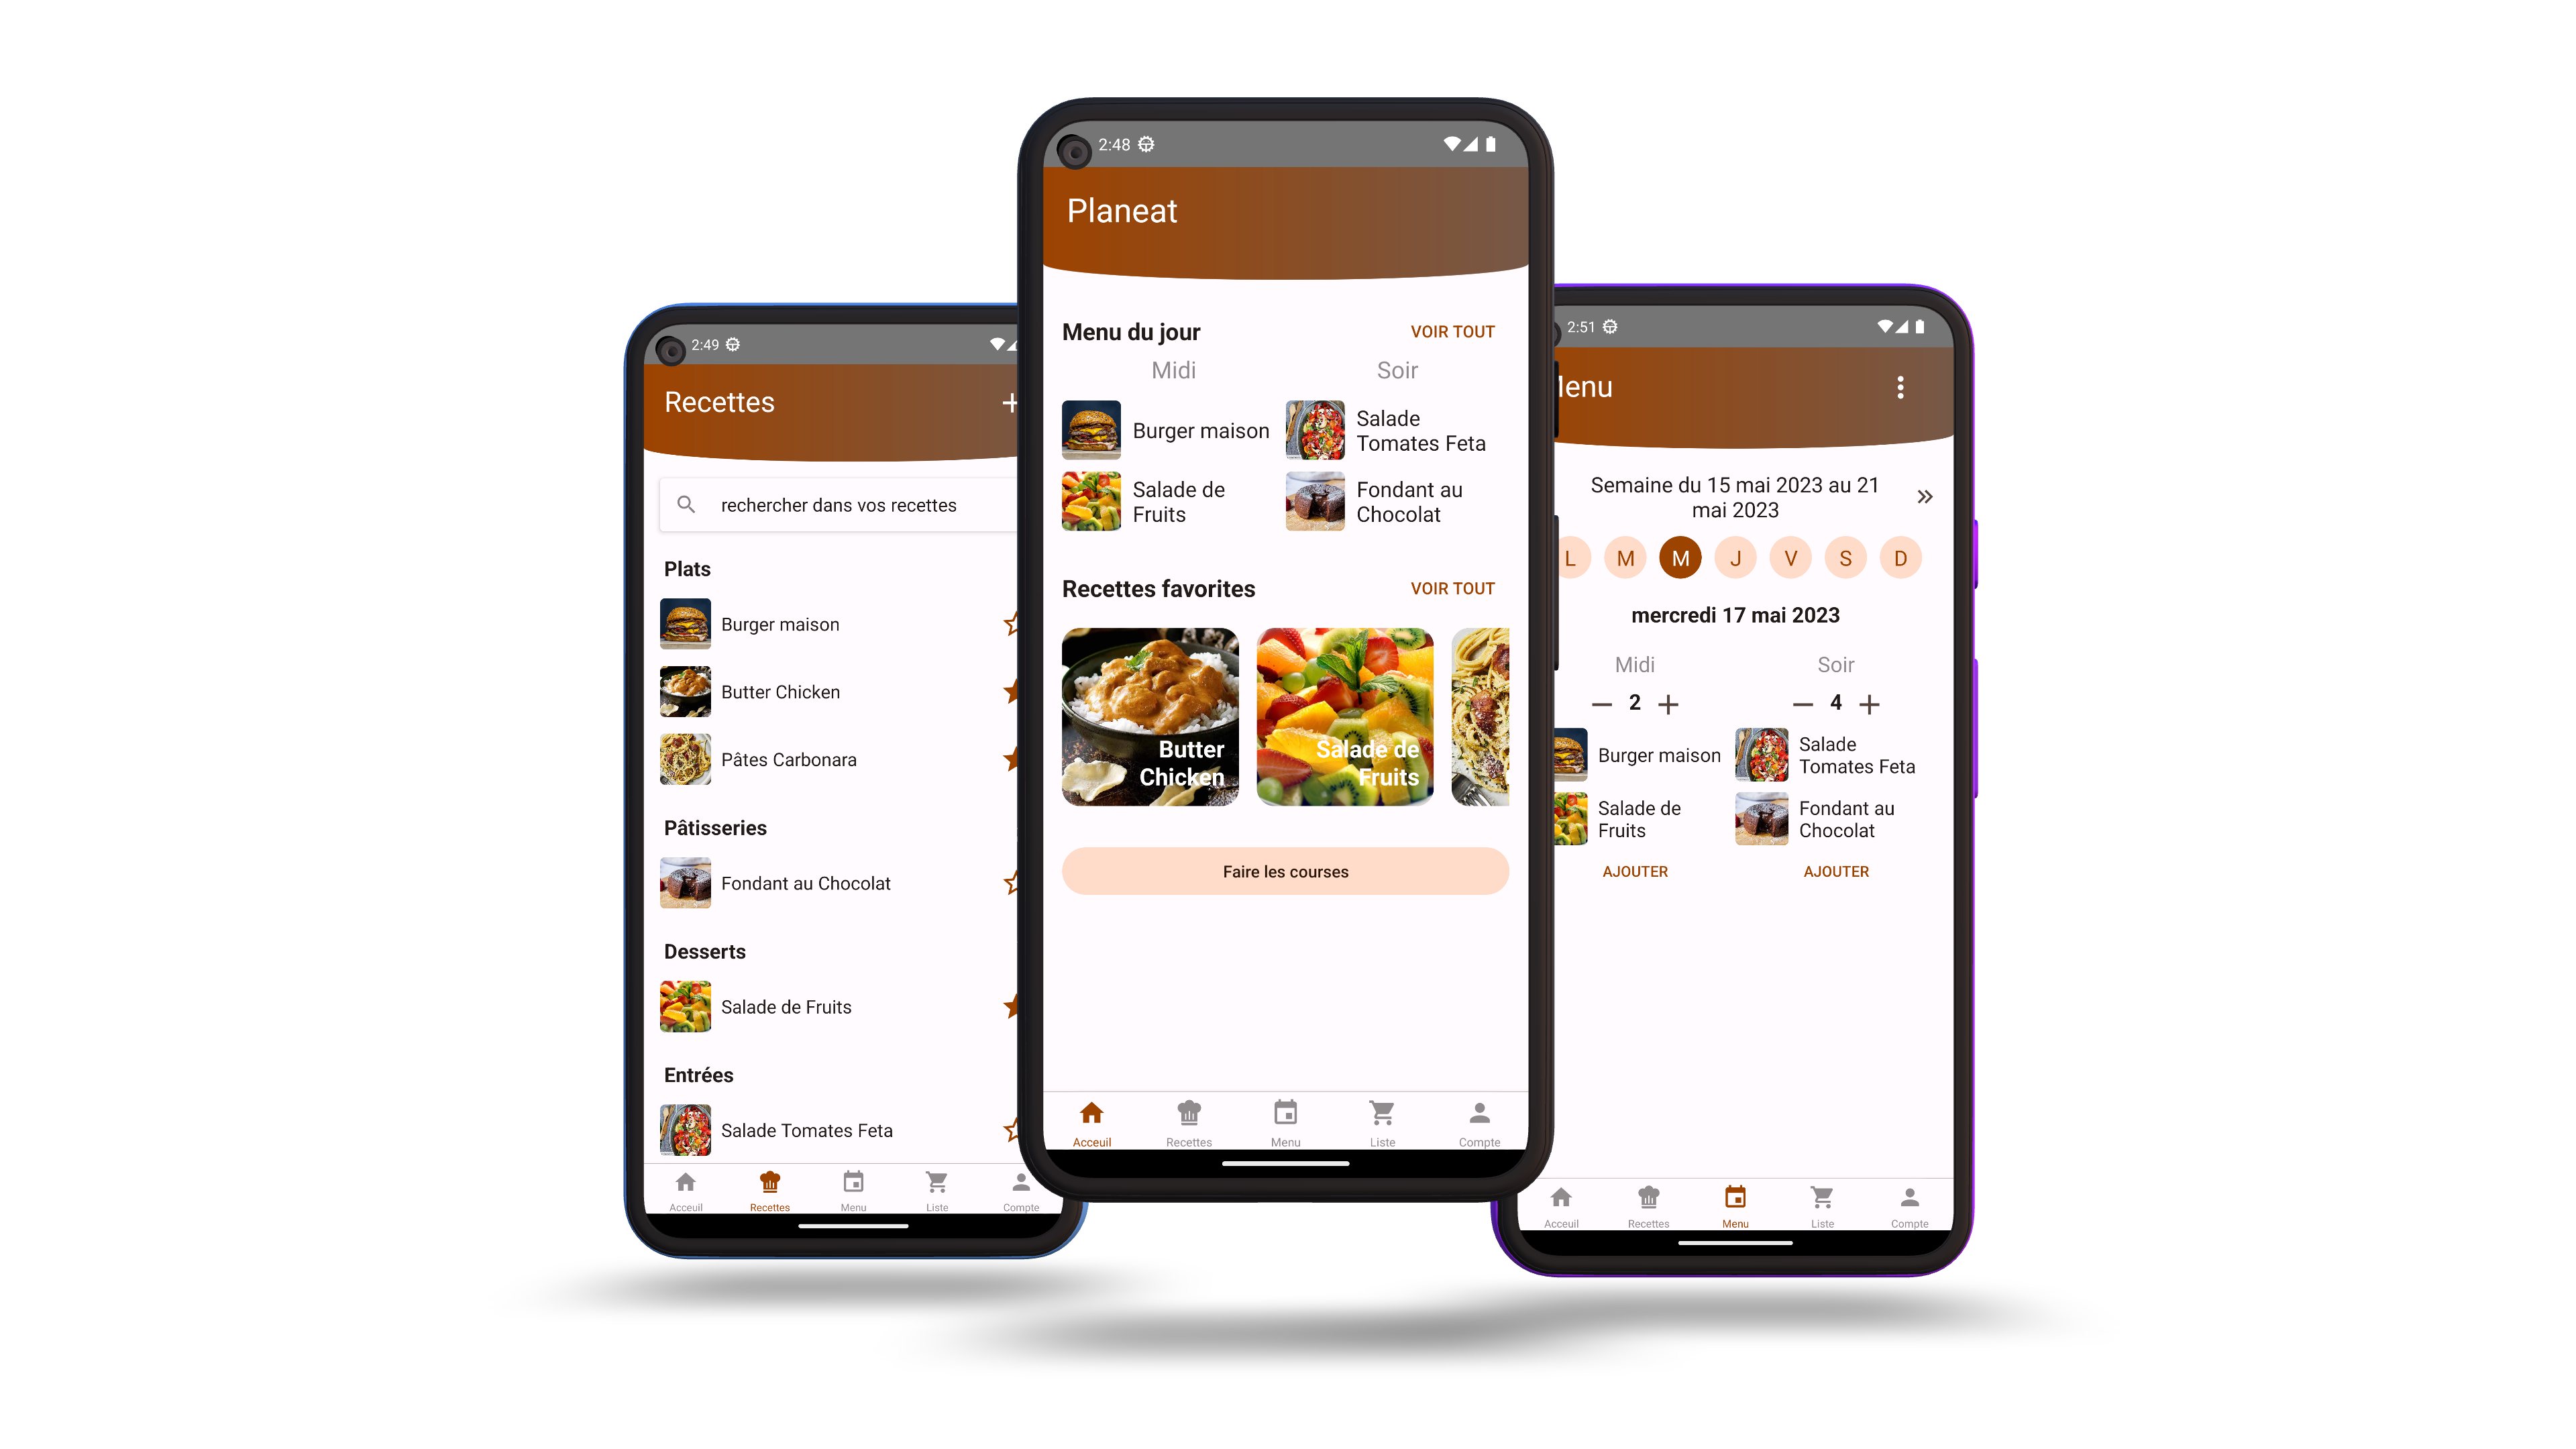 2:49
Recettes
rechercher dans vos recettes
Plats
Burger maison
Butter Chicken
Pâtes Carbonara
Pâtisseries
Fondant au Chocolat
Desserts
Salade de Fruits
Entrées
Salade Tomates Feta
Acceuil
Recettes
Menu
Liste
Compte
2:48
Planeat
Menu du jour
VOIR TOUT
Midi
Soir
Burger maison
Salade
Tomates Feta
Salade de
Fruits
Fondant au
Chocolat
Recettes favorites
VOIR TOUT
Butter
Chicken
Salade de
Fruits
Faire les courses
Acceuil
Recettes
Menu
Liste
Compte
2:51
enu
Semaine du 15 mai 2023 au 21
mai 2023
L M M J V S D
mercredi 17 mai 2023
Midi
Soir
2
4
Burger maison
Salade
Tomates Feta
Salade de
Fruits
Fondant au
Chocolat
AJOUTER
AJOUTER
Acceuil
Recettes
Menu
Liste
Compte